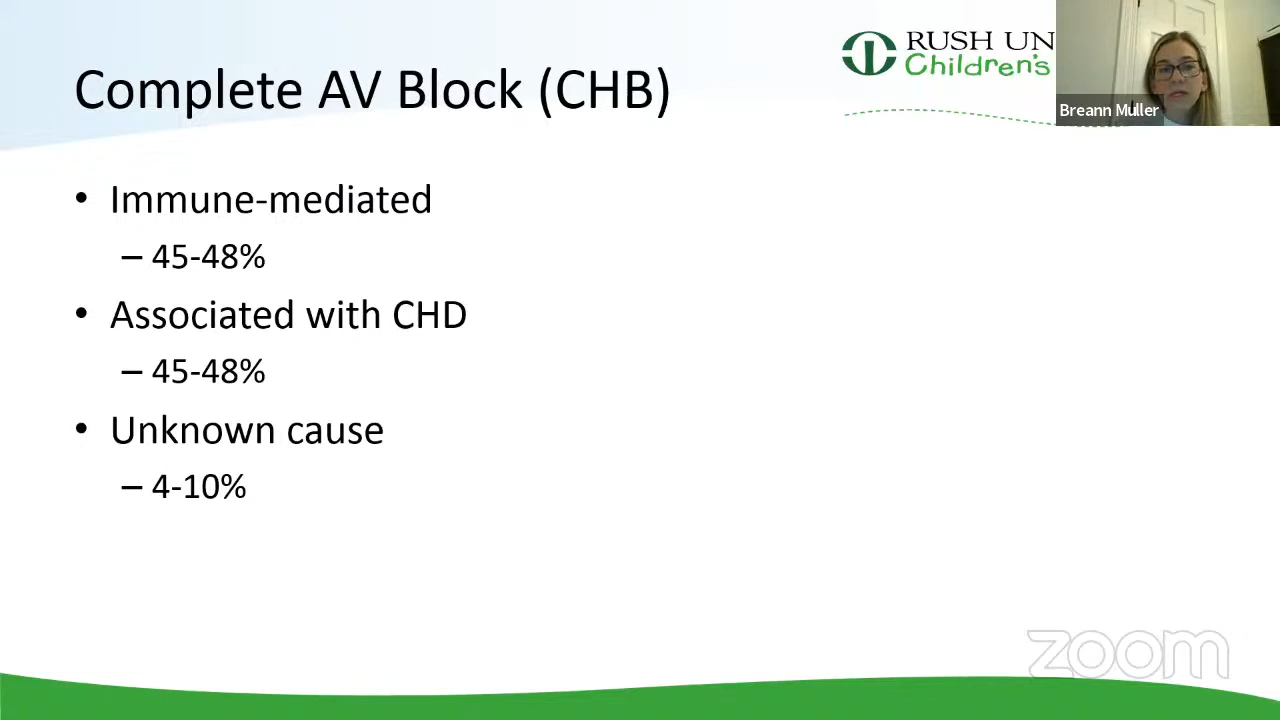 Complete AV Block (CHB)
RUSH UN
Children's
Breann Muller
• Immune-mediated
– 45-48%
• Associated with CHD
– 45-48%
• Unknown cause
– 4-10%
zoom